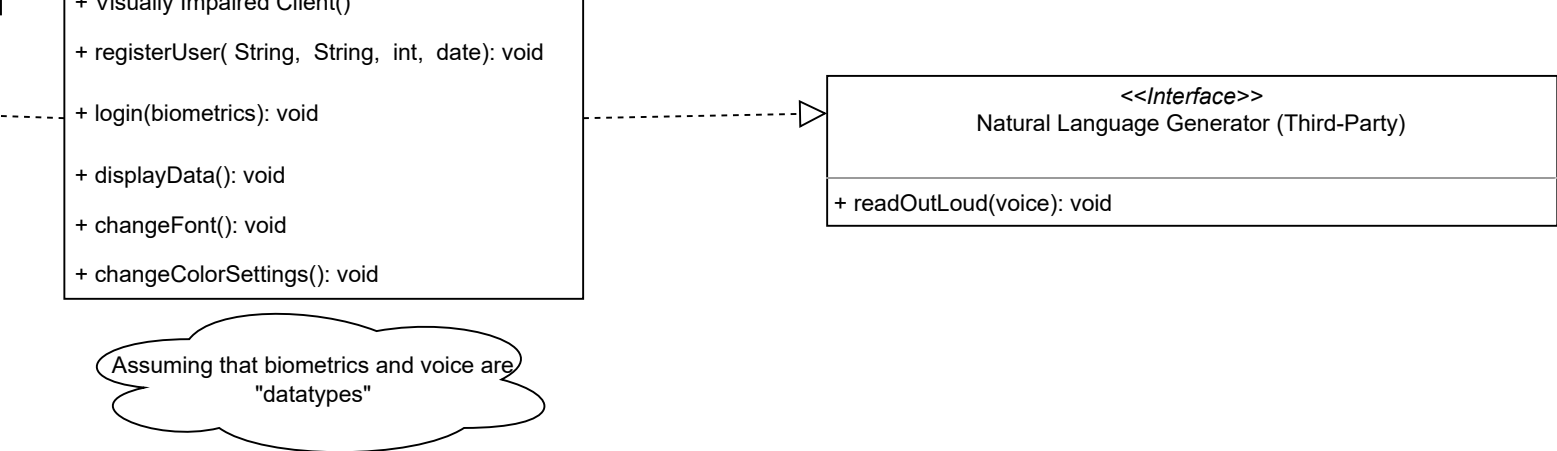 + Visually Impaired Client()
+ registerUser( String, String, int, date): void
+ login(biometrics): void
+ displayData(): void
+ changeFont(): void
+ changeColorSettings(): void
<<Interface>>
Natural Language Generator (Third-Party)
+ readOutLoud(voice): void
Assuming that biometrics and voice are
"datatypes"